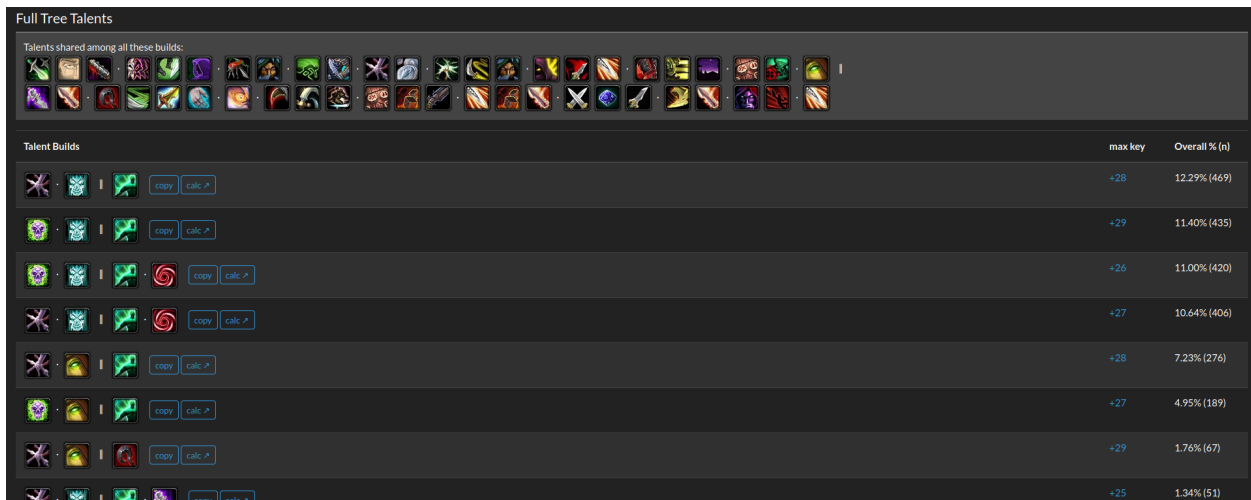 Full Tree Talents
Talents shared among all these builds:
Talent Builds max key Overall % (n)
copy calc ↗ +28 12.29% (469)
copy calc ↗ +29 11.40% (435)
copy calc ↗ +26 11.00% (420)
copy calc ↗ +27 10.64% (406)
copy calc ↗ +28 7.23% (276)
copy calc ↗ +27 4.95% (189)
copy calc ↗ +29 1.76% (67)
copy calc ↗ +25 1.34% (51)